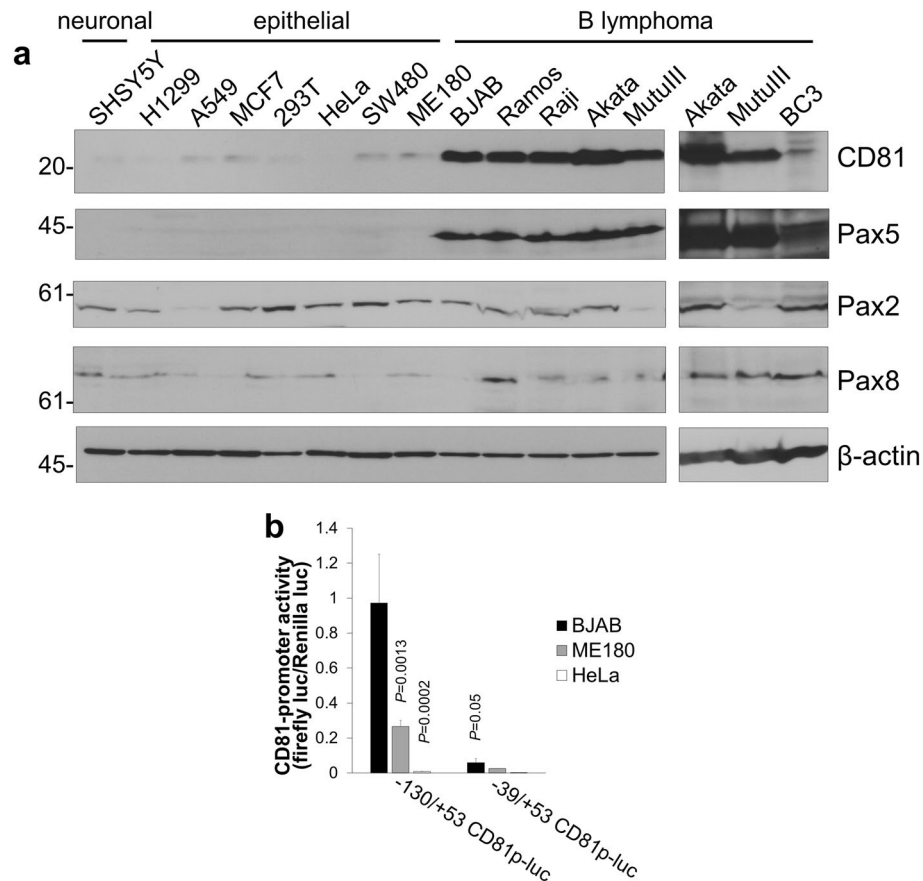 neuronal epithelial B lymphoma
a
SHSY5Y H1299 A549 MCF7 293T HeLa SW480 ME180 BJAB Ramos Raji Akata MutuIII Akata MutuIII BC3
20- CD81
45- Pax5
61- Pax2
61- Pax8
45- β-actin
b
CD81-promoter activity
(firefly luc/Renilla luc)
1.4
1.2
1
0.8
0.6
0.4
0.2
0
P=0.0013
P=0.0002
P=0.05
BJAB
ME180
HeLa
-130/+53 CD81p-luc
-39/+53 CD81p-luc